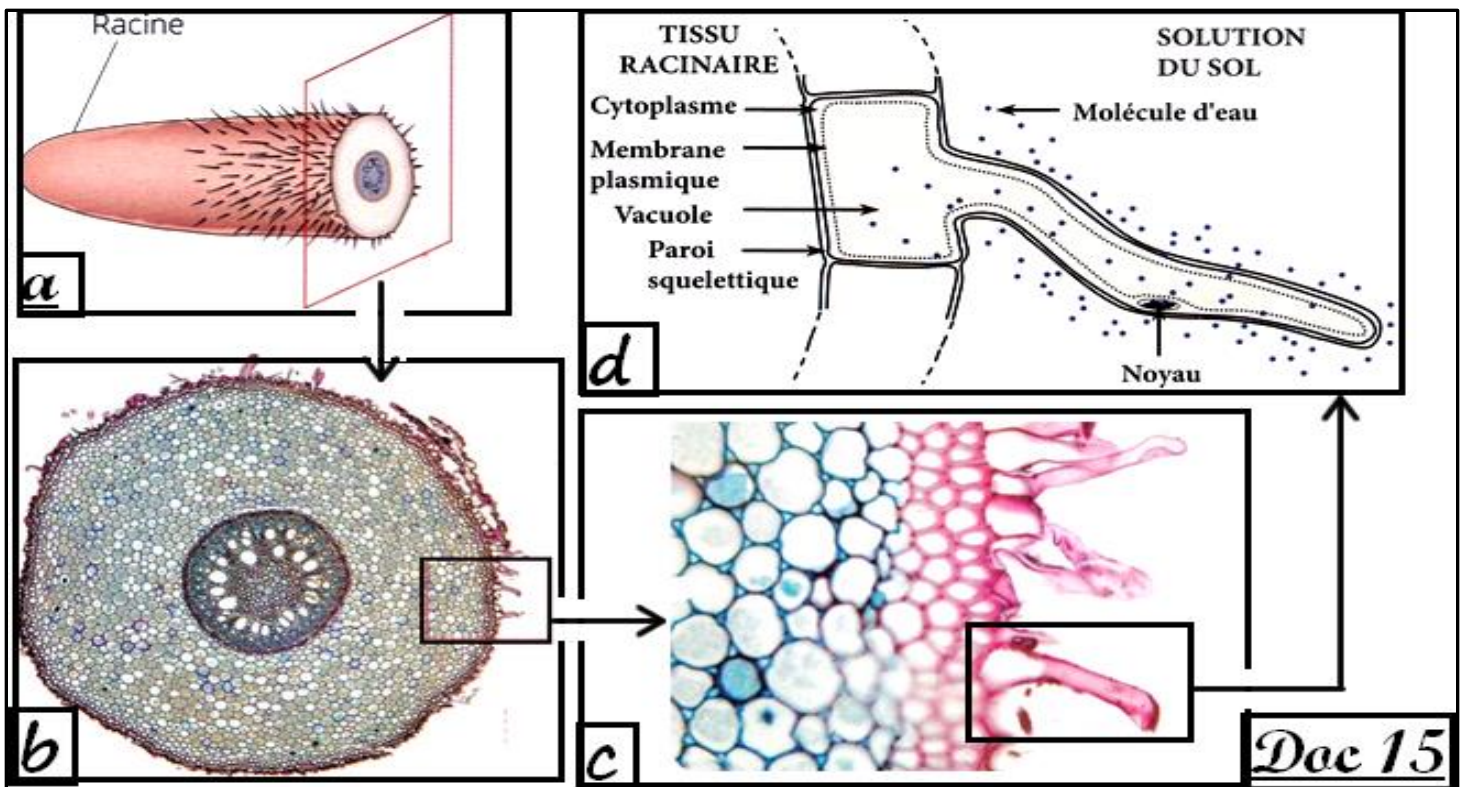 Racine
a
TISSU
RACINAIRE
SOLUTION
DU SOL
Cytoplasme
Molécule d'eau
Membrane
plasmique
Vacuole
Paroi
squelettique
Noyau
d
b
c
Doc 15